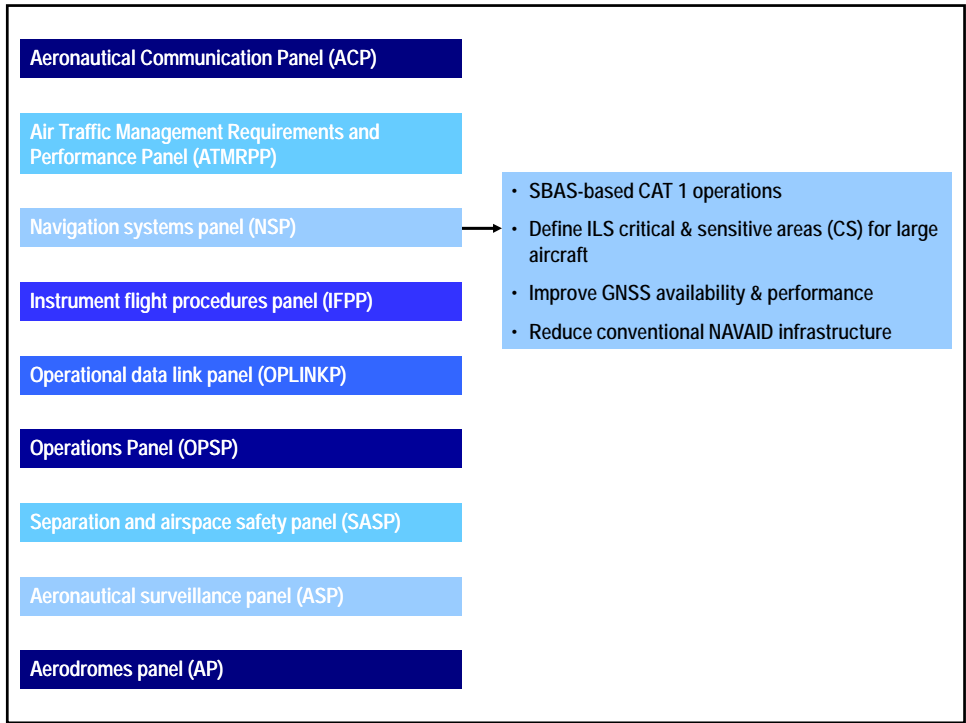 Aeronautical Communication Panel (ACP)
Air Traffic Management Requirements and
Performance Panel (ATMRPP)
Navigation systems panel (NSP)
• SBAS-based CAT 1 operations
• Define ILS critical & sensitive areas (CS) for large
aircraft
• Improve GNSS availability & performance
• Reduce conventional NAVAID infrastructure
Instrument flight procedures panel (IFPP)
Operational data link panel (OPLINKP)
Operations Panel (OPSP)
Separation and airspace safety panel (SASP)
Aeronautical surveillance panel (ASP)
Aerodromes panel (AP)